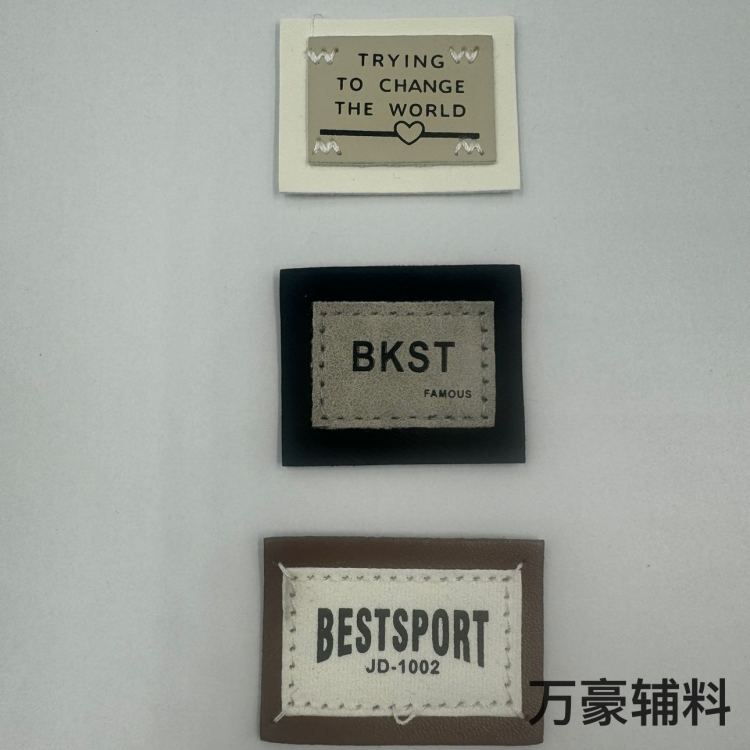 TRYING
TO CHANGE
THE WORLD
BKST
FAMOUS
BESTSPORT
JD-1002
万豪辅料